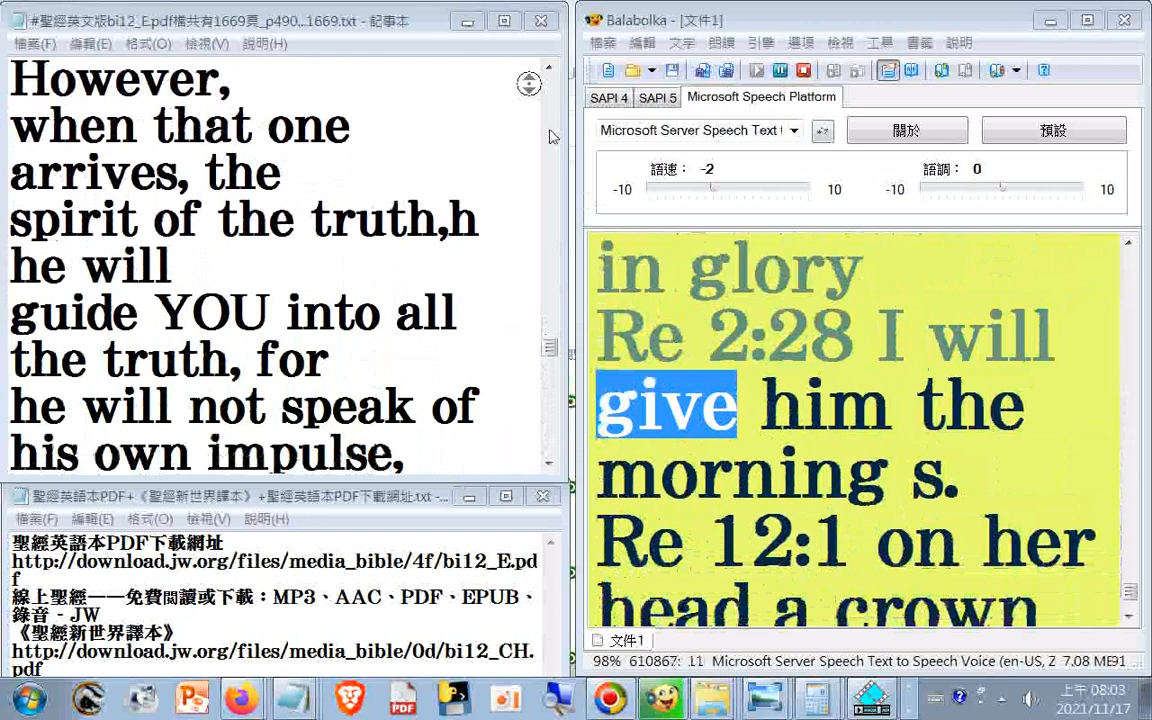 #聖經英文版bi12_E.pdf檔共有1669頁_p490,..1669.txt - 記事本
檔案(F) 編輯(E) 格式(O) 檢視(V) 說明(H)
However,
when that one
arrives, the
spirit of the truth,h
he will
guide YOU into all
the truth, for
he will not speak of
his own impulse,
聖經英語本PDF+《聖經新世界譯本》+聖經英語本PDF下載網址.txt -...
檔案(F) 編輯(E) 格式(O) 檢視(V) 說明(H)
聖經英語本PDF下載網址
http://download.jw.org/files/media_bible/4f/bi12_E.pd
f
線上聖經——免費閱讀或下載：MP3、AAC、PDF、EPUB、
錄音 - JW
《聖經新世界譯本》
http://download.jw.org/files/media_bible/0d/bi12_CH.
pdf
Balabolka - [文件1]
檔案 編輯 文字 朗讀 引擎 選項 檢視 工具 書籤 說明
SAPI 4 SAPI 5 Microsoft Speech Platform
Microsoft Server Speech Text 關於 預設
語速： -2 語調： 0
-10 10 -10 10
in glory
Re 2:28 I will
give him the
morning s.
Re 12:1 on her
head a crown
文件1
98% 610867: 11 Microsoft Server Speech Text to Speech Voice (en-US, Z 7.08 ME91
上午 08:03
2021/11/17